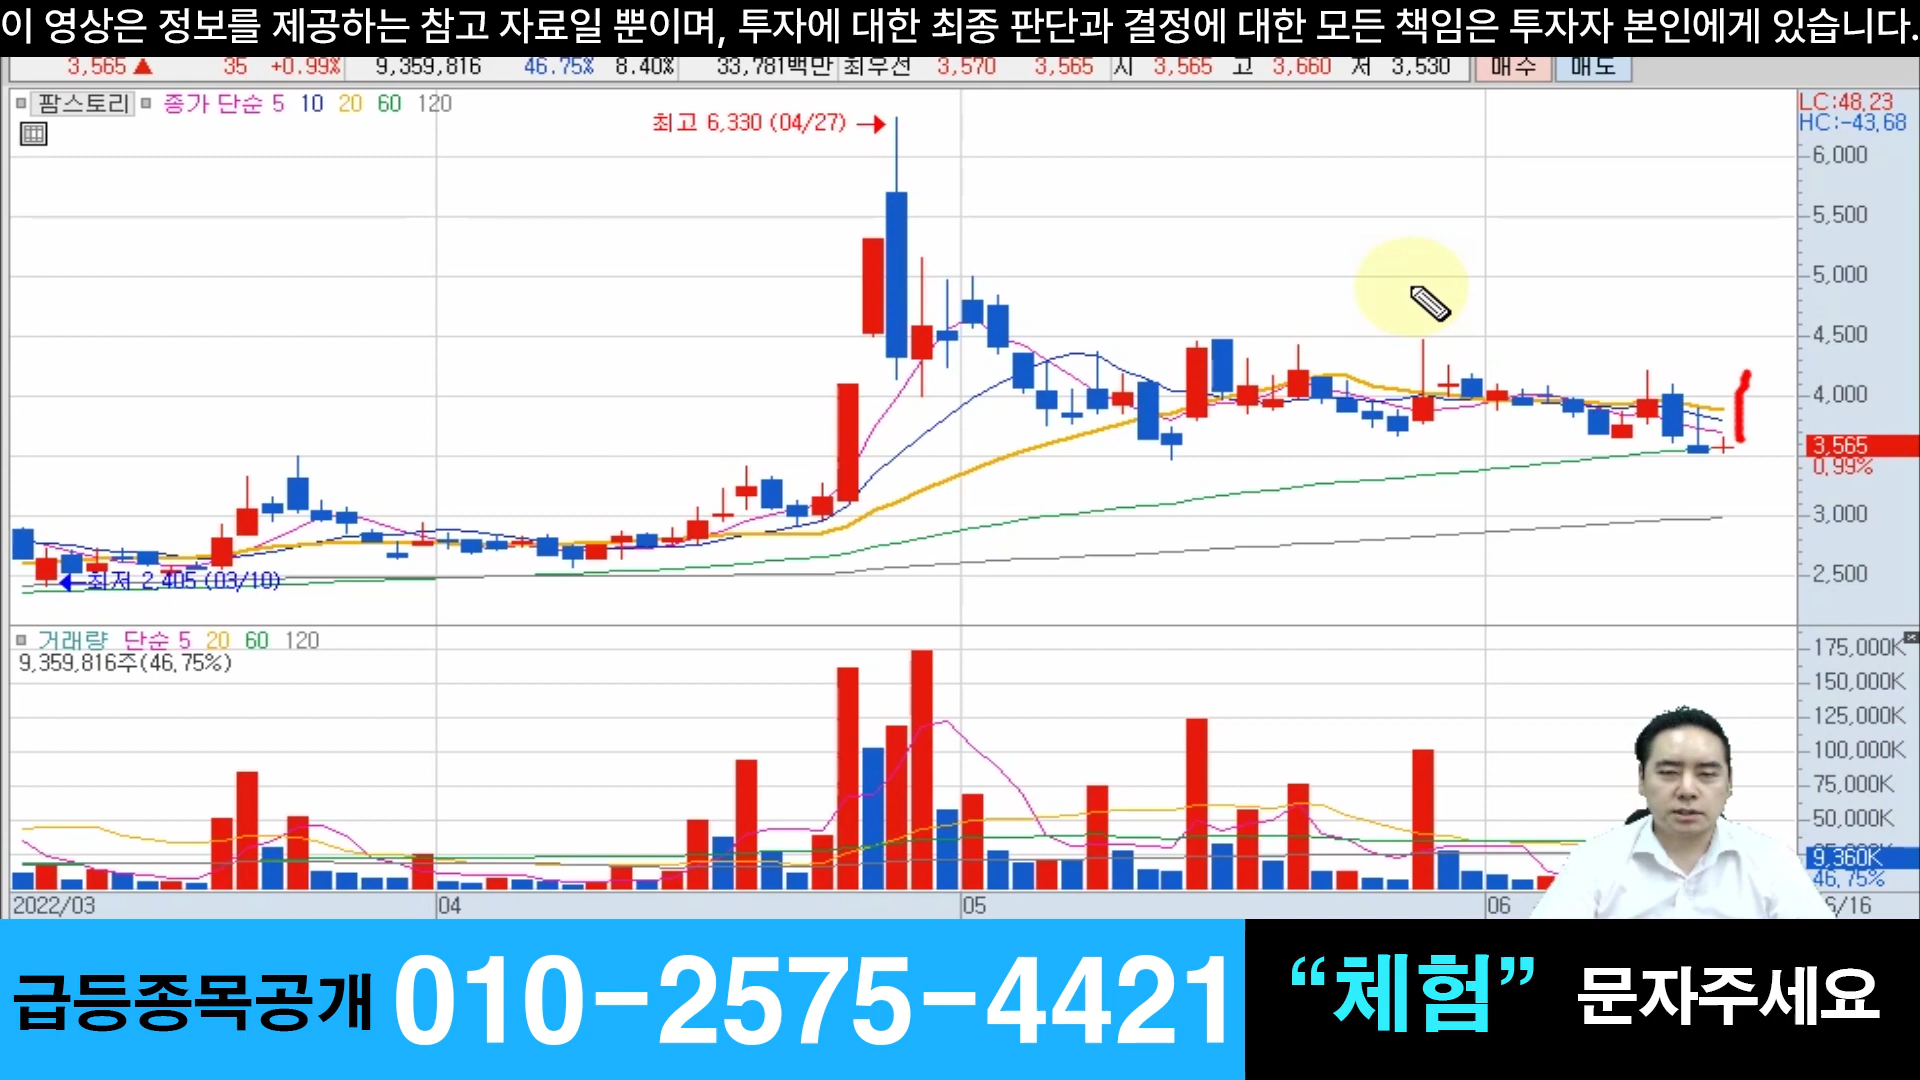 이 영상은 정보를 제공하는 참고 자료일 뿐이며, 투자에 대한 최종 판단과 결정에 대한 모든 책임은 투자자 본인에게 있습니다.
3,565 ▲ 35 +0.99% 9,359,816 46.75% 8.40% 33,781백만 최우선 3,570 3,565 시 3,565 고 3,660 저 3,530 매수 매도
팜스토리 종가 단순 5 10 20 60 120
LC:48.23
HC:-43.68
최고 6,330 (04/27)
6,000
5,500
5,000
4,500
4,000
3,565
0.99%
3,000
2,500
최저 2,405 (03/10)
거래량 단순 5 20 60 120
9,359,816주(46.75%)
175,000K
150,000K
125,000K
100,000K
75,000K
50,000K
9,360K
46.75%
2022/03 04 05 06 /16
급등종목공개 010-2575-4421 “체험” 문자주세요